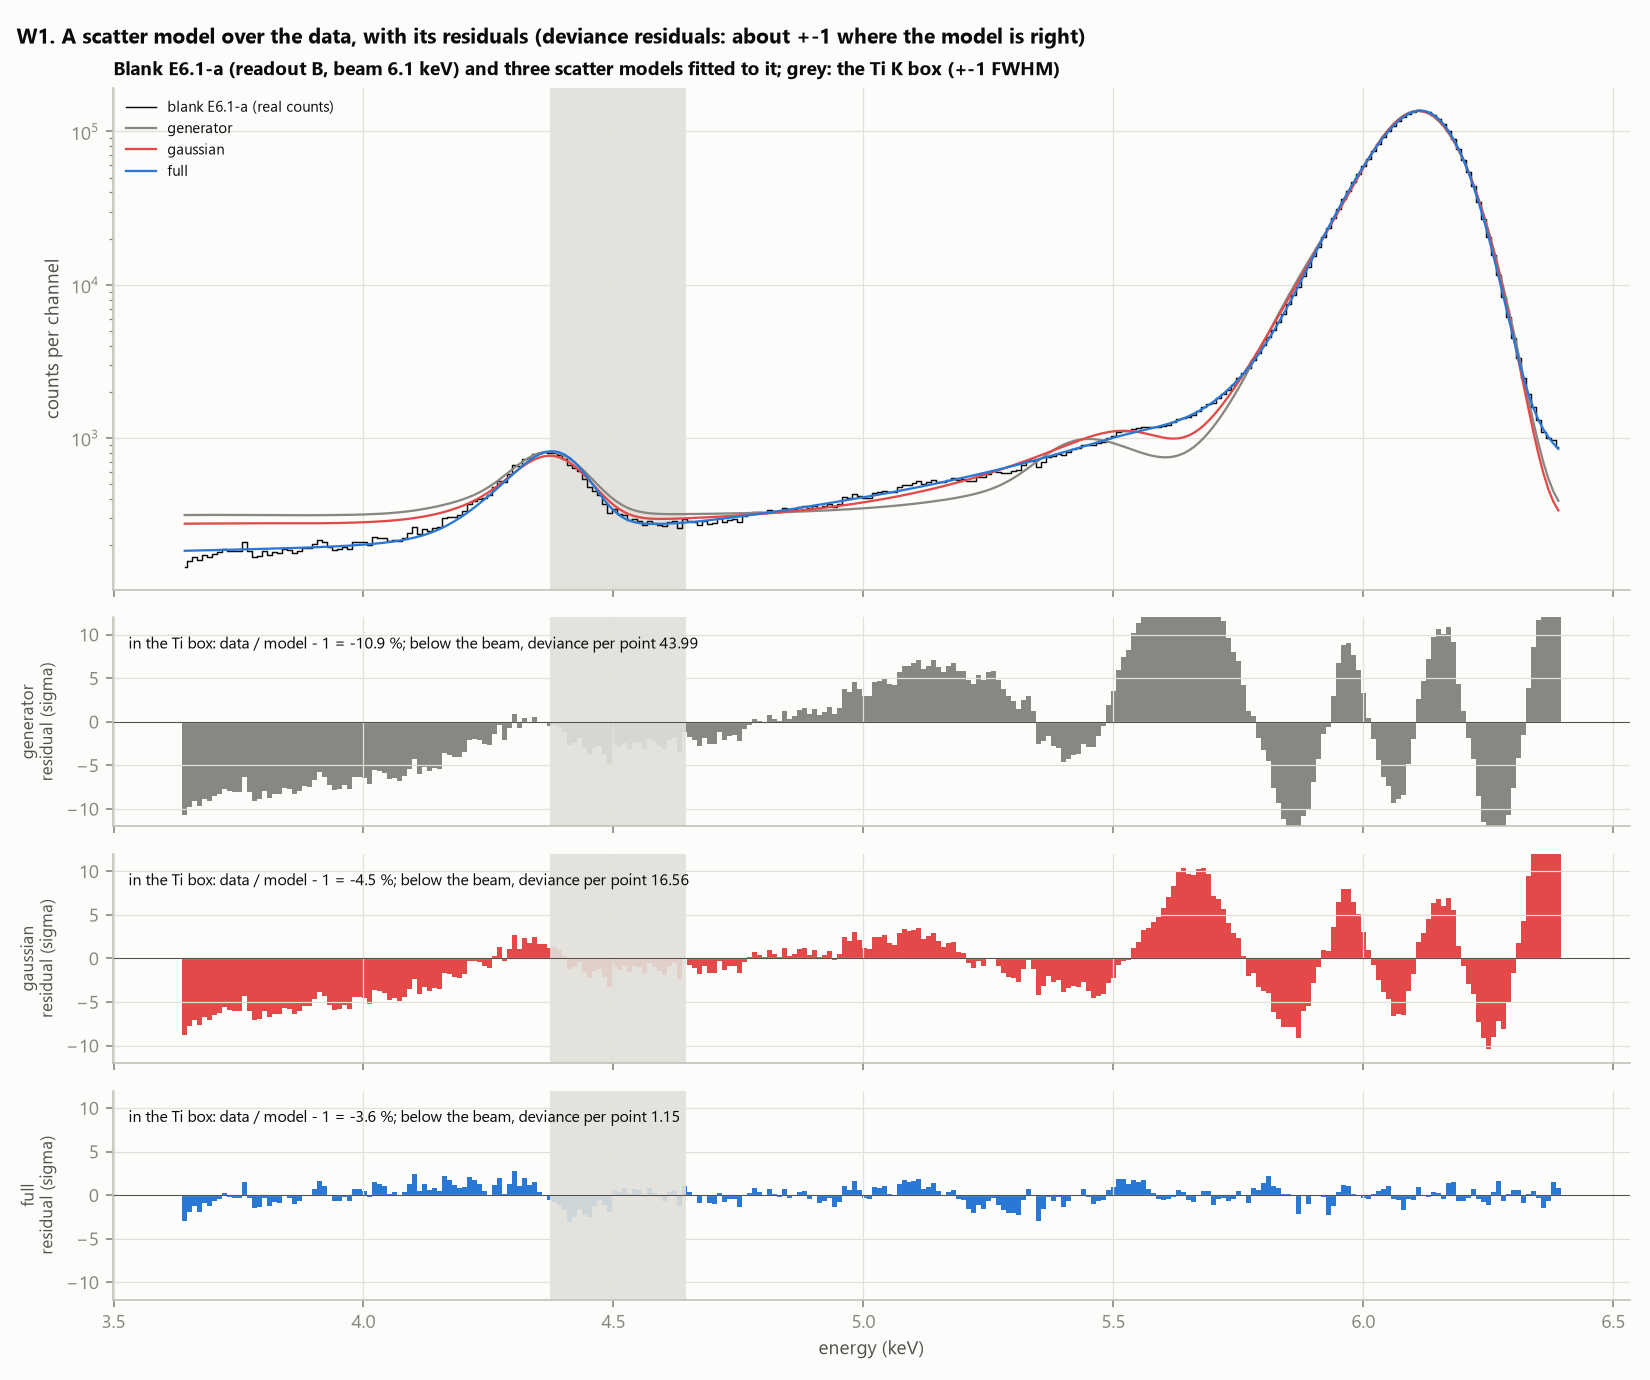 W1. A scatter model over the data, with its residuals (deviance residuals: about +-1 where the model is right)
Blank E6.1-a (readout B, beam 6.1 keV) and three scatter models fitted to it; grey: the Ti K box (+-1 FWHM)
blank E6.1-a (real counts)
generator
gaussian
full
10^5
10^4
10^3
counts per channel
in the Ti box: data / model - 1 = -10.9 %; below the beam, deviance per point 43.99
10
5
0
−5
−10
generator
residual (sigma)
in the Ti box: data / model - 1 = -4.5 %; below the beam, deviance per point 16.56
10
5
0
−5
−10
gaussian
residual (sigma)
in the Ti box: data / model - 1 = -3.6 %; below the beam, deviance per point 1.15
10
5
0
−5
−10
full
residual (sigma)
3.5 4.0 4.5 5.0 5.5 6.0 6.5
energy (keV)